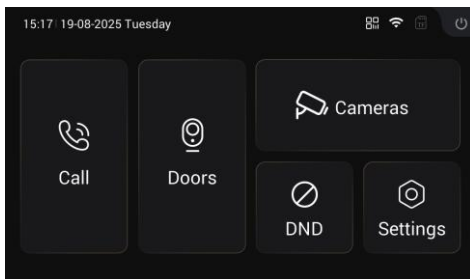 15:17 19-08-2025 Tuesday
Call
Doors
Cameras
DND
Settings